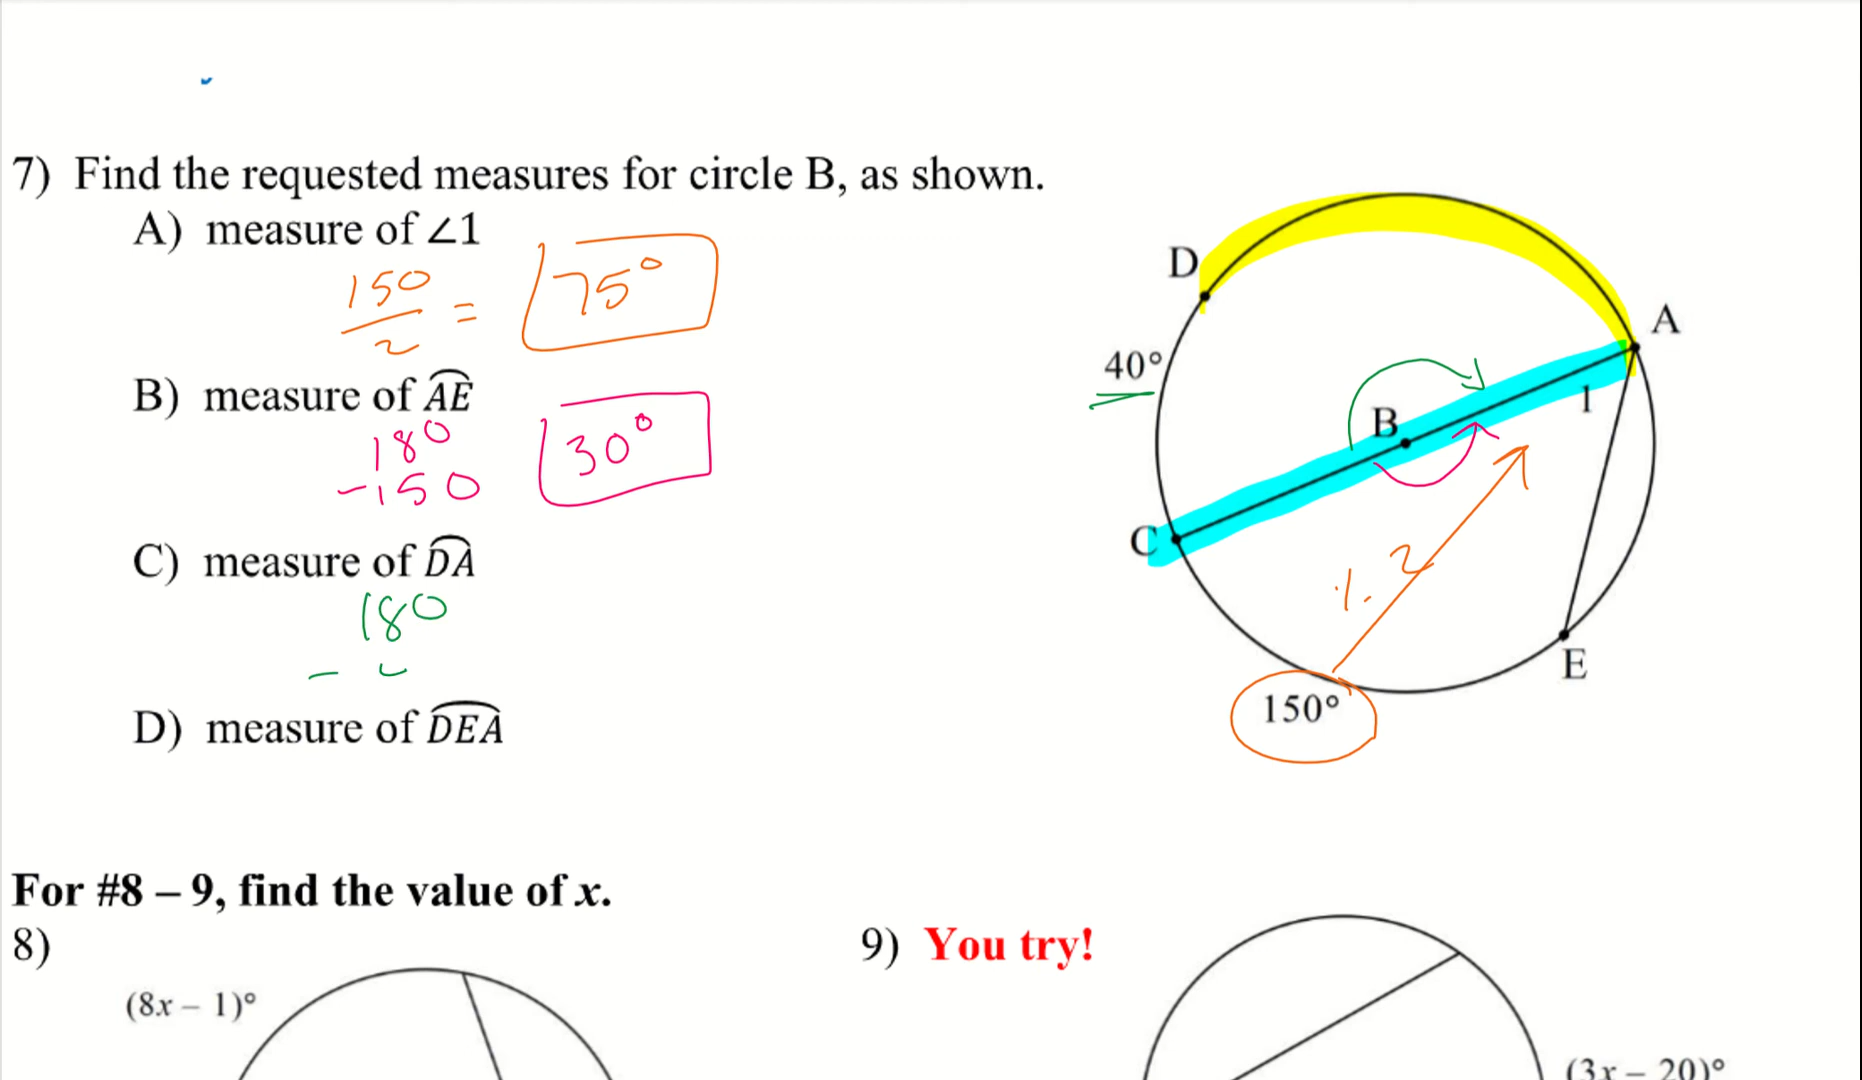 7) Find the requested measures for circle B, as shown.
A) measure of ∠1
150
2
= 75°
B) measure of AE
180
-150
30°
C) measure of DA
180
-
D) measure of DEA
D
A
40°
B
1
C
2
E
150°
For #8 – 9, find the value of x.
8)
(8x – 1)°
9) You try!
(3x – 20)°